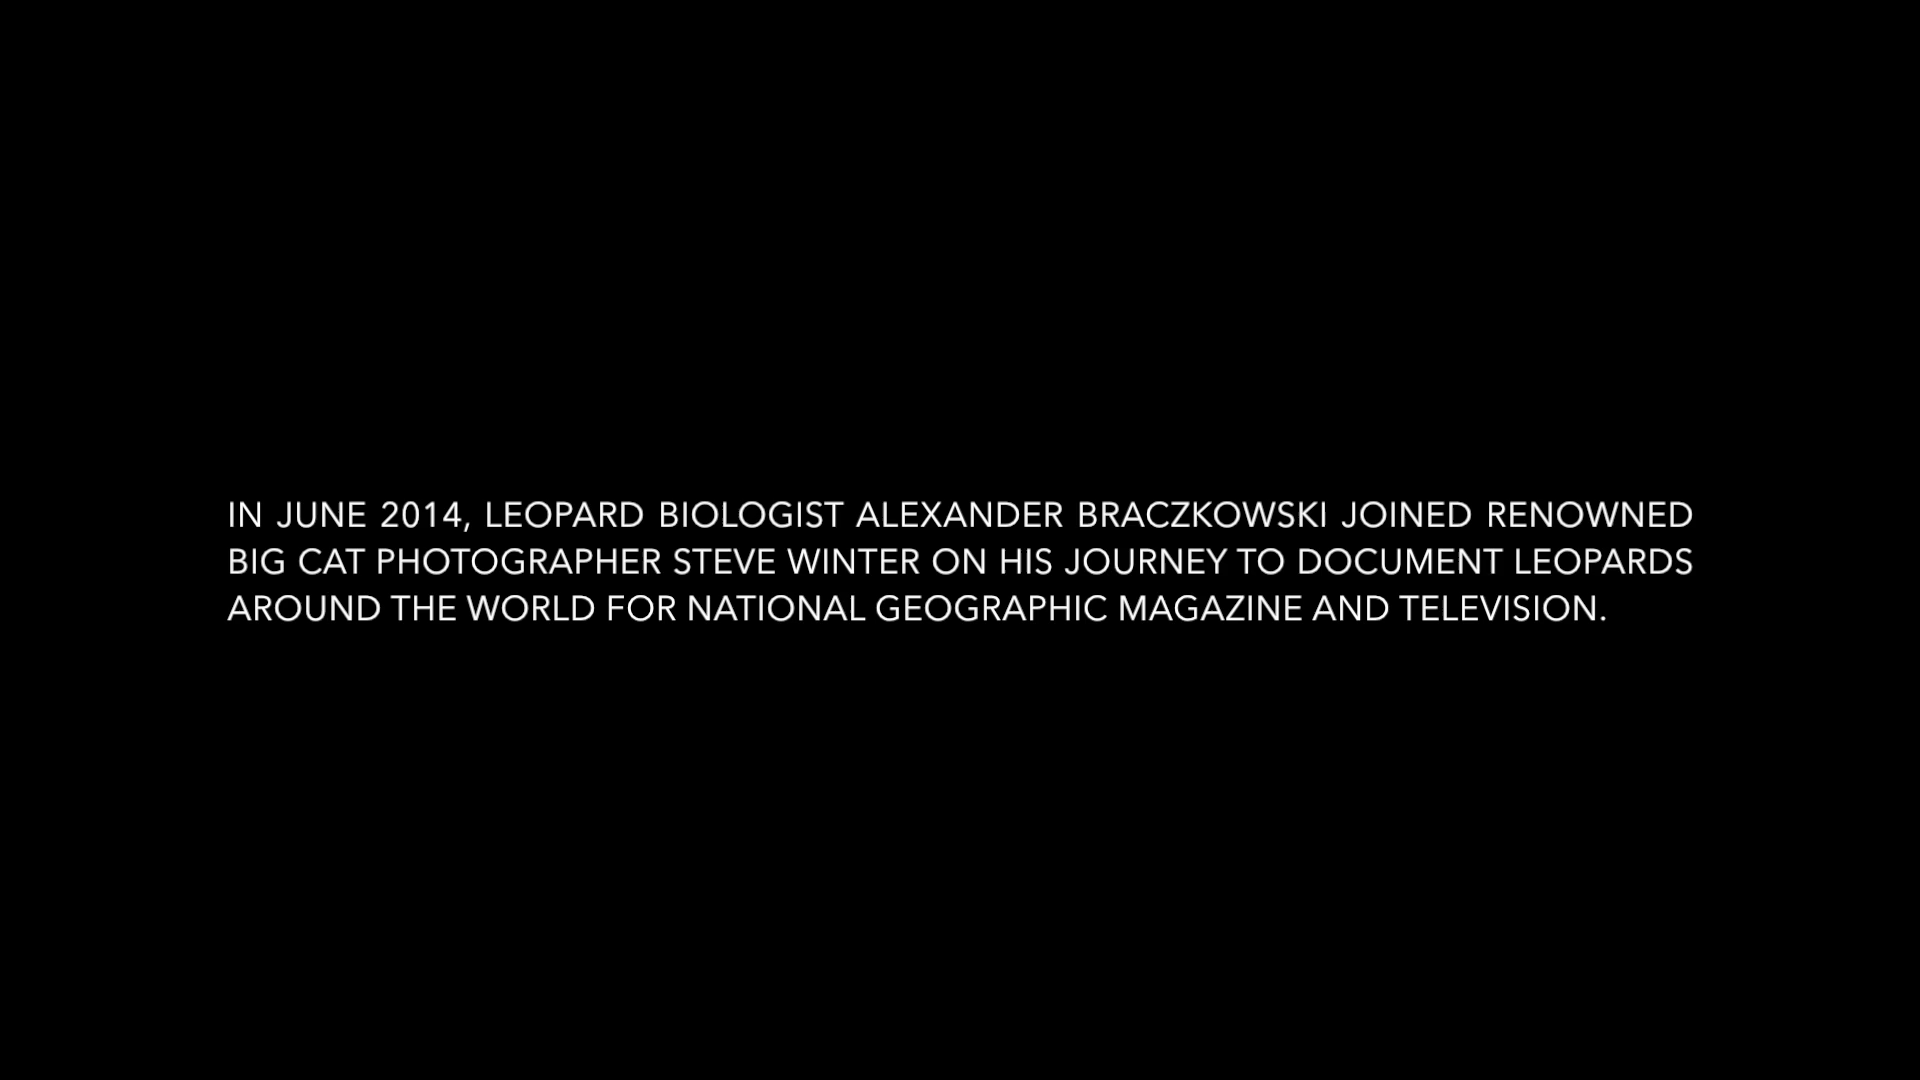 IN JUNE 2014, LEOPARD BIOLOGIST ALEXANDER BRACZKOWSKI JOINED RENOWNED
BIG CAT PHOTOGRAPHER STEVE WINTER ON HIS JOURNEY TO DOCUMENT LEOPARDS
AROUND THE WORLD FOR NATIONAL GEOGRAPHIC MAGAZINE AND TELEVISION.